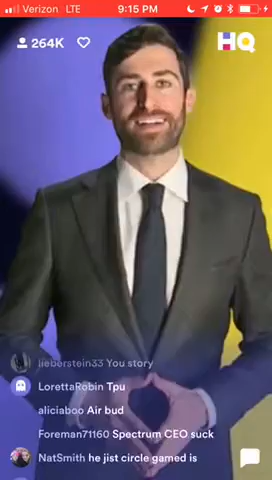 Verizon LTE 9:15 PM
264K
HQ
lieberstein33 You story
LorettaRobin Tpu
aliciaboo Air bud
Foreman71160 Spectrum CEO suck
NatSmith he jist circle gamed is